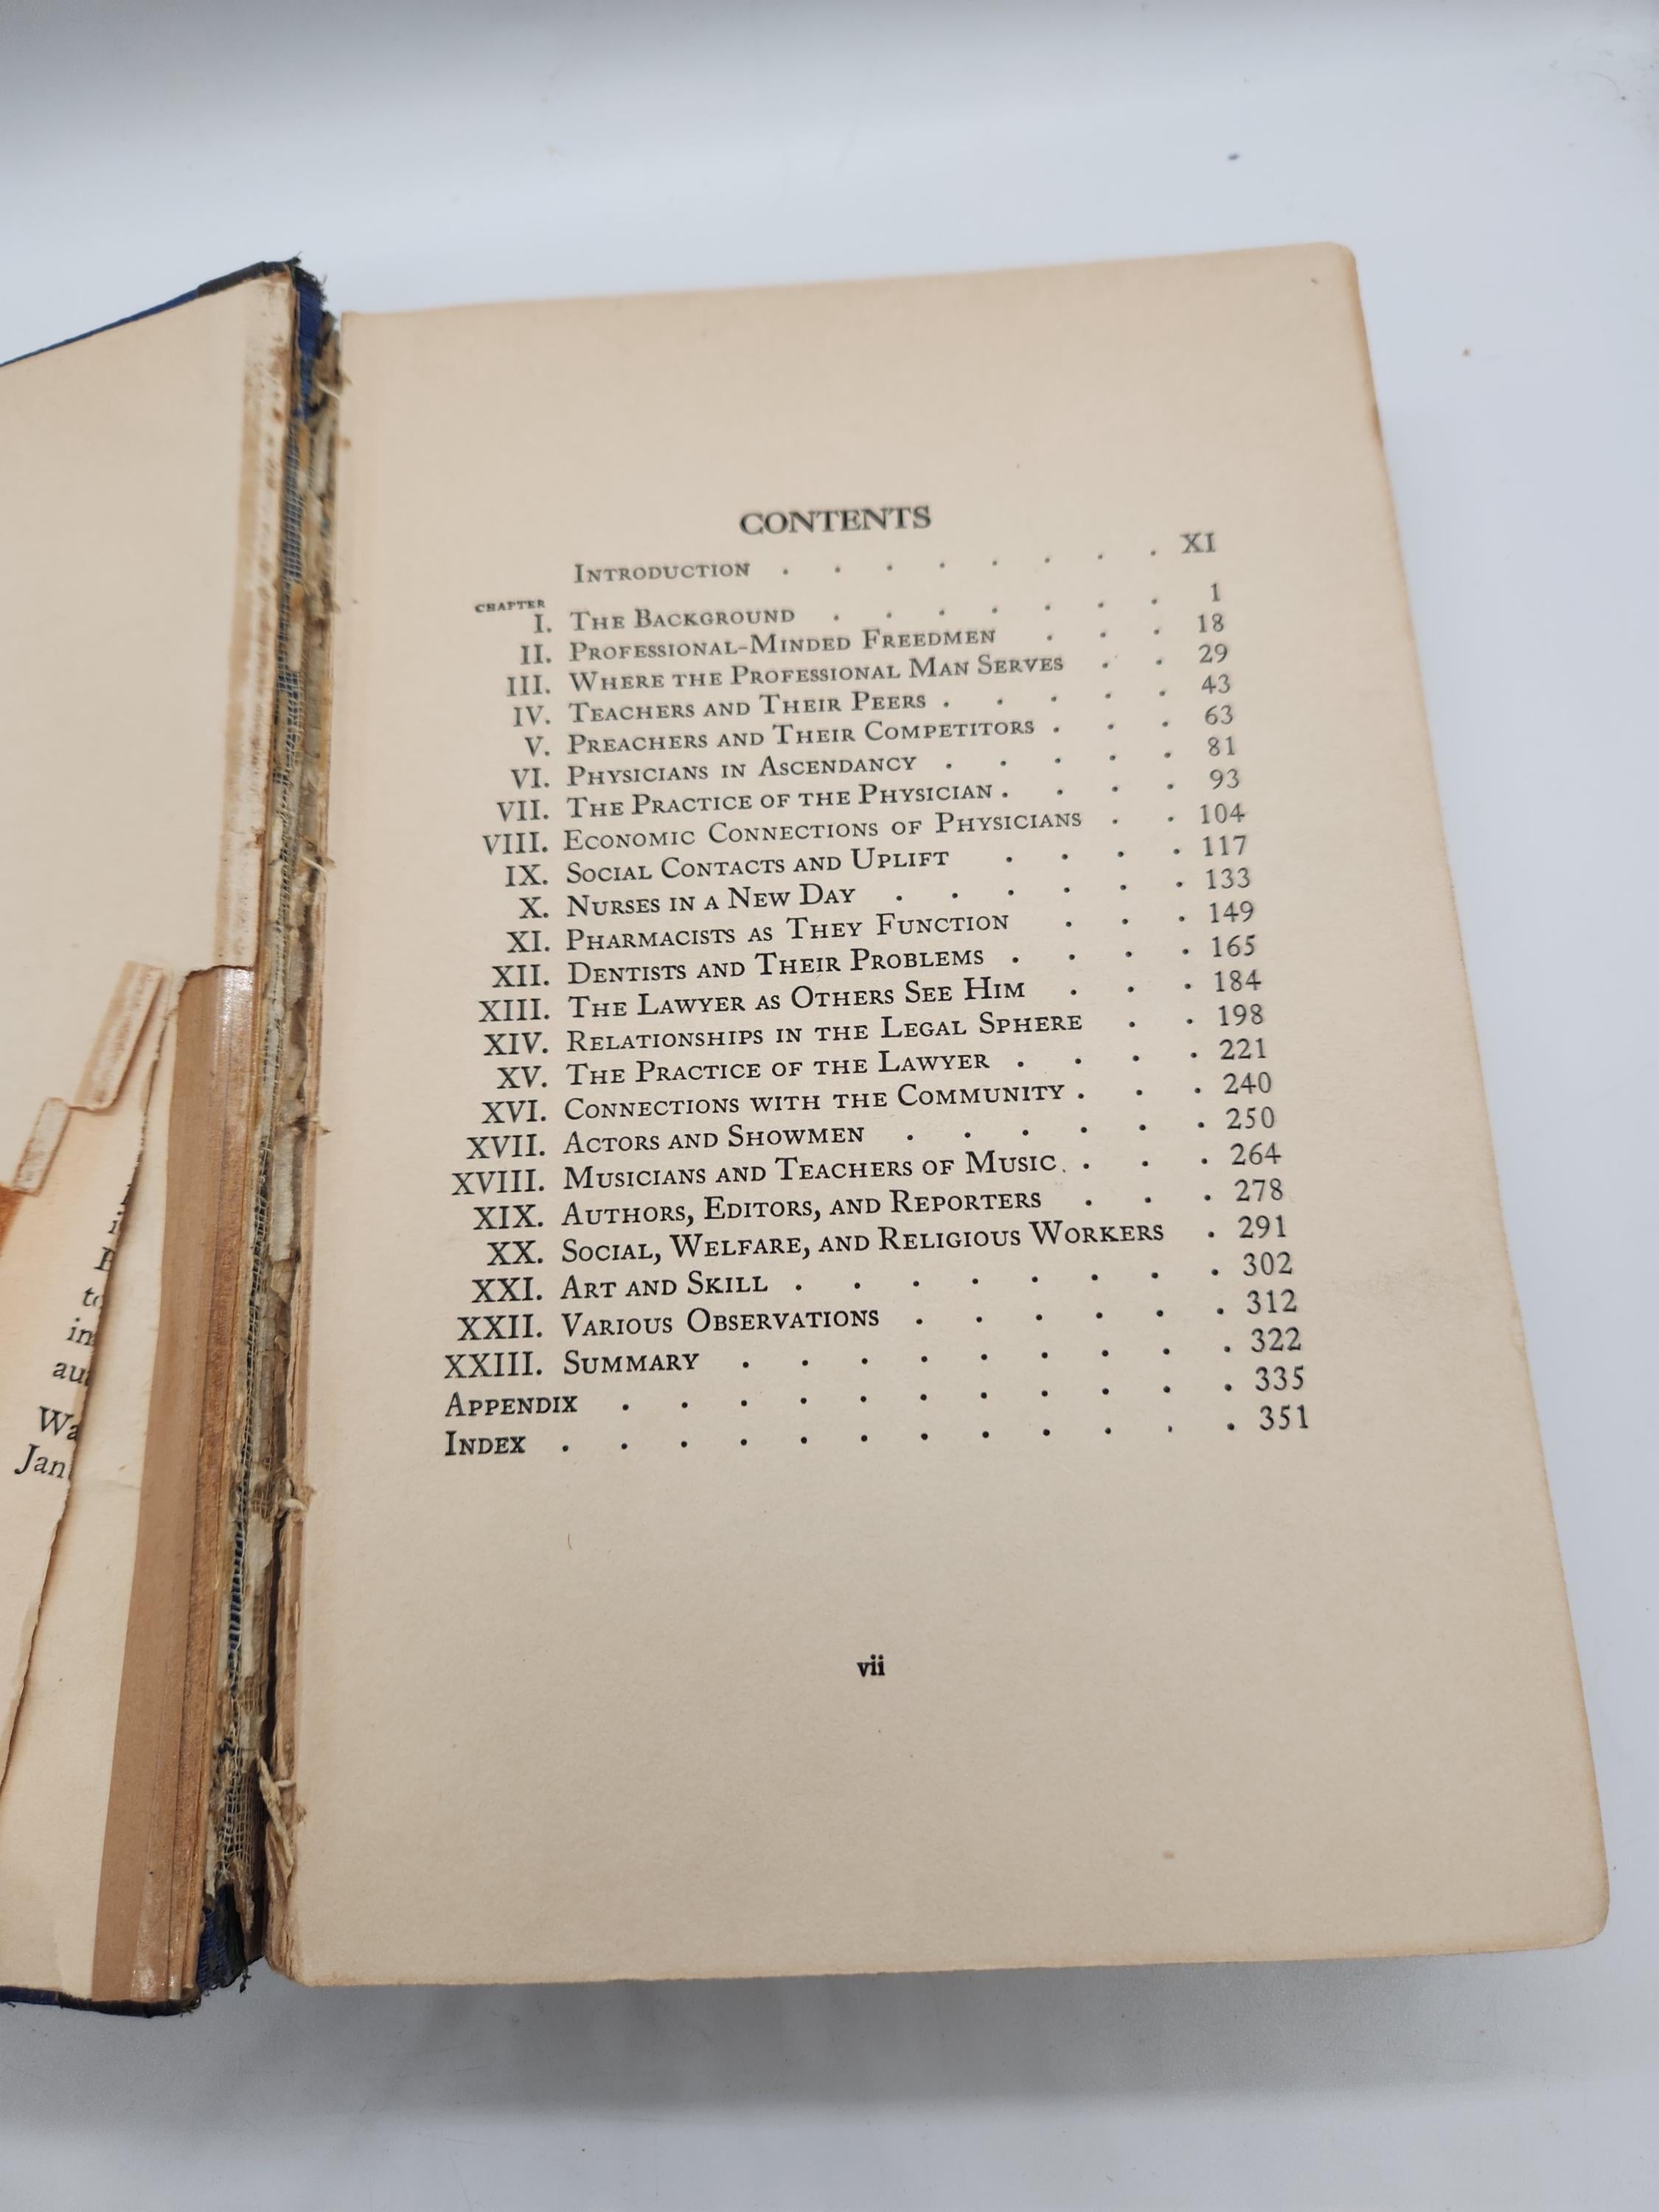 to
in
au
Wa
Jan
CONTENTS
INTRODUCTION . . . . . . . . XI
CHAPTER
I. THE BACKGROUND . . . . . . . 1
II. PROFESSIONAL-MINDED FREEDMEN . . . 18
III. WHERE THE PROFESSIONAL MAN SERVES . . 29
IV. TEACHERS AND THEIR PEERS . . . . . 43
V. PREACHERS AND THEIR COMPETITORS . . . 63
VI. PHYSICIANS IN ASCENDANCY . . . . . 81
VII. THE PRACTICE OF THE PHYSICIAN . . . . 93
VIII. ECONOMIC CONNECTIONS OF PHYSICIANS . . 104
IX. SOCIAL CONTACTS AND UPLIFT . . . . 117
X. NURSES IN A NEW DAY . . . . . . 133
XI. PHARMACISTS AS THEY FUNCTION . . . 149
XII. DENTISTS AND THEIR PROBLEMS . . . . 165
XIII. THE LAWYER AS OTHERS SEE HIM . . . 184
XIV. RELATIONSHIPS IN THE LEGAL SPHERE . . 198
XV. THE PRACTICE OF THE LAWYER . . . . 221
XVI. CONNECTIONS WITH THE COMMUNITY . . . 240
XVII. ACTORS AND SHOWMEN . . . . . . 250
XVIII. MUSICIANS AND TEACHERS OF MUSIC . . . 264
XIX. AUTHORS, EDITORS, AND REPORTERS . . . 278
XX. SOCIAL, WELFARE, AND RELIGIOUS WORKERS . 291
XXI. ART AND SKILL . . . . . . . . 302
XXII. VARIOUS OBSERVATIONS . . . . . . 312
XXIII. SUMMARY . . . . . . . . . 322
APPENDIX . . . . . . . . . . . 335
INDEX . . . . . . . . . . . . 351
vii